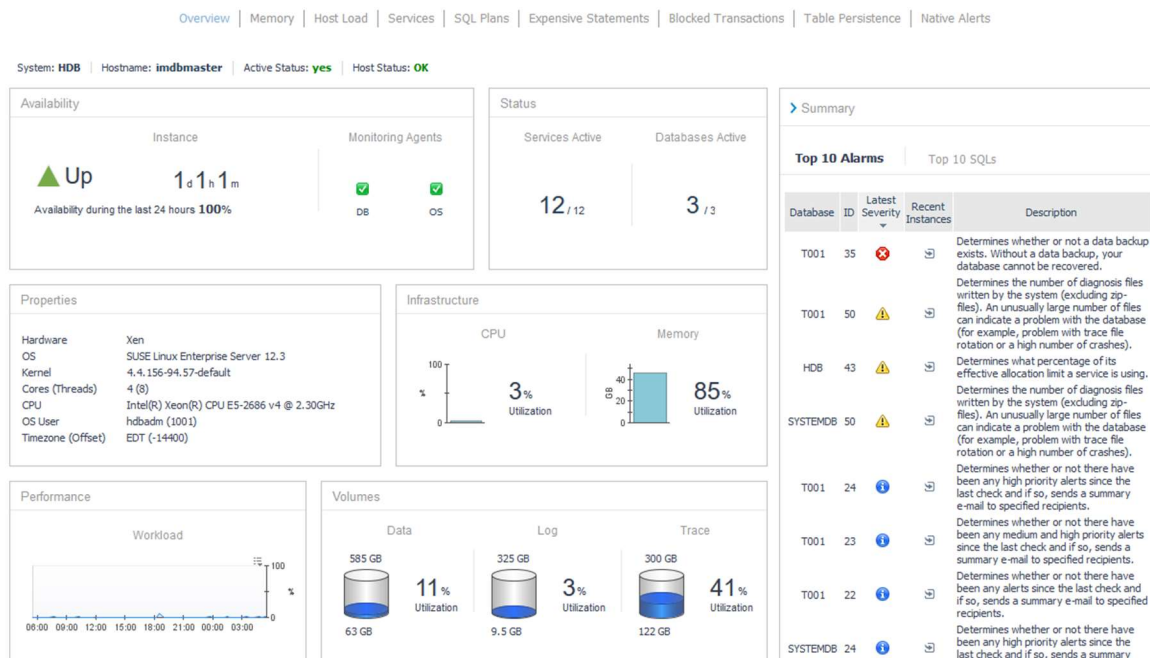 Overview | Memory | Host Load | Services | SQL Plans | Expensive Statements | Blocked Transactions | Table Persistence | Native Alerts
System: HDB | Hostname: imdbmaster | Active Status: yes | Host Status: OK
Availability
Instance
Monitoring Agents
Up
1d1h1m
DB
OS
Availability during the last 24 hours 100%
Status
Services Active
Databases Active
12/12
3/3
Properties
Hardware Xen
OS SUSE Linux Enterprise Server 12.3
Kernel 4.4.156-94.57-default
Cores (Threads) 4 (8)
CPU Intel(R) Xeon(R) CPU E5-2686 v4 @ 2.30GHz
OS User hdbadm (1001)
Timezone (Offset) EDT (-14400)
Infrastructure
CPU
100
%
0
3%
Utilization
Memory
GB
40
20
0
85%
Utilization
Performance
Workload
100
%
0
06:00 09:00 12:00 15:00 18:00 21:00 00:00 03:00
Volumes
Data
585 GB
11%
Utilization
63 GB
Log
325 GB
3%
Utilization
9.5 GB
Trace
300 GB
41%
Utilization
122 GB
Summary
Top 10 Alarms
Top 10 SQLs
Database ID Latest Severity Recent Instances Description
T001 35 Determines whether or not a data backup
exists. Without a data backup, your
database cannot be recovered.
T001 50 Determines the number of diagnosis files
written by the system (excluding zip-
files). An unusually large number of files
can indicate a problem with the database
(for example, problem with trace file
rotation or a high number of crashes).
HDB 43 Determines what percentage of its
effective allocation limit a service is using.
SYSTEMDB 50 Determines the number of diagnosis files
written by the system (excluding zip-
files). An unusually large number of files
can indicate a problem with the database
(for example, problem with trace file
rotation or a high number of crashes).
T001 24 Determines whether or not there have
been any high priority alerts since the
last check and if so, sends a summary
e-mail to specified recipients.
T001 23 Determines whether or not there have
been any medium and high priority alerts
since the last check and if so, sends a
summary e-mail to specified recipients.
T001 22 Determines whether or not there have
been any alerts since the last check and
if so, sends a summary e-mail to specified
recipients.
SYSTEMDB 24 Determines whether or not there have
been any high priority alerts since the
last check and if so, sends a summary